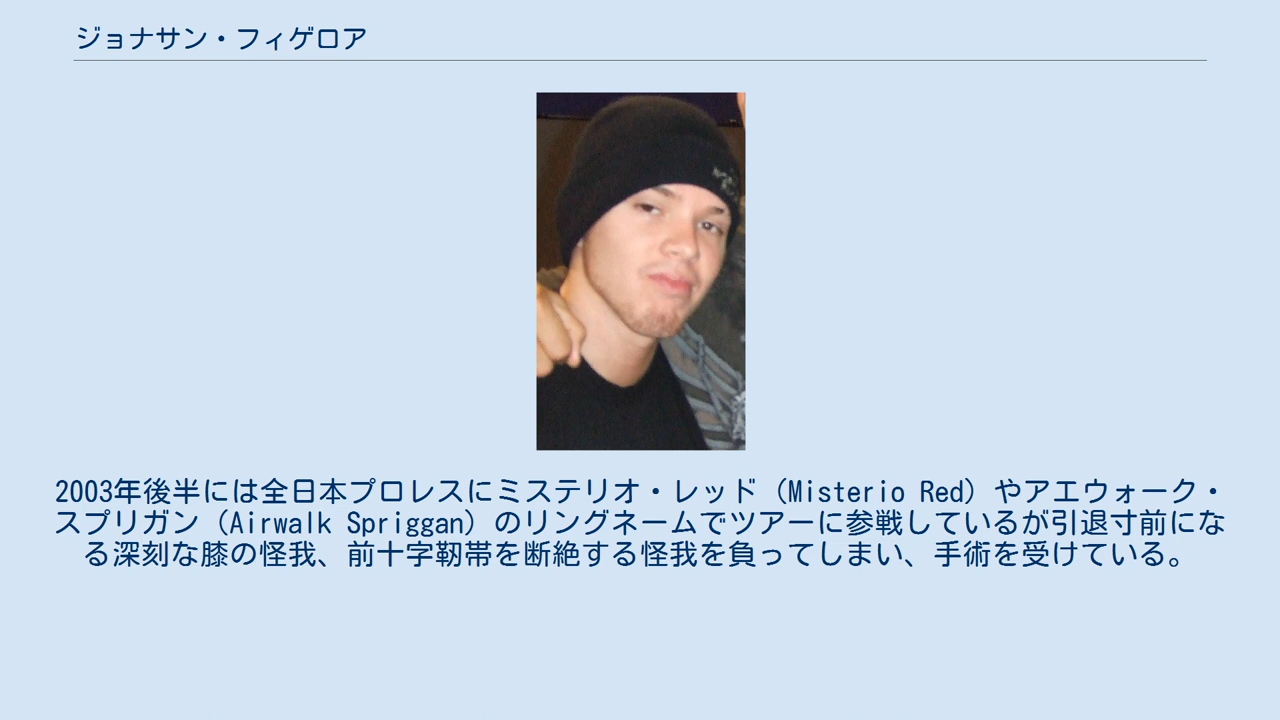 ジョナサン・フィゲロア
2003年後半には全日本プロレスにミステリオ・レッド（Misterio Red）やアエウォーク・
スプリガン（Airwalk Spriggan）のリングネームでツアーに参戦しているが引退寸前にな
る深刻な膝の怪我、前十字靭帯を断絶する怪我を負ってしまい、手術を受けている。